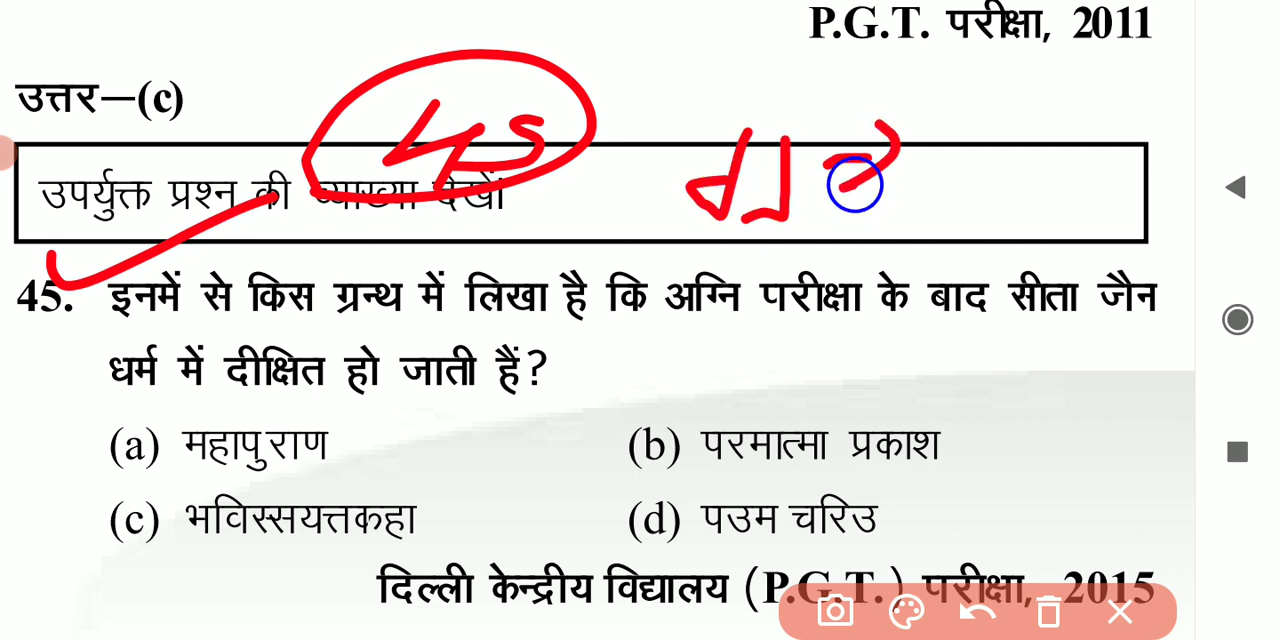 P.G.T. परीक्षा, 2011
उत्तर—(c)
45
उपर्युक्त प्रश्न की व्याख्या देखें।
45. इनमें से किस ग्रन्थ में लिखा है कि अग्नि परीक्षा के बाद सीता जैन
धर्म में दीक्षित हो जाती हैं?
(a) महापुराण (b) परमात्मा प्रकाश
(c) भविस्सयत्तकहा (d) पउम चरिउ
दिल्ली केन्द्रीय विद्यालय (P.G.T.) परीक्षा, 2015